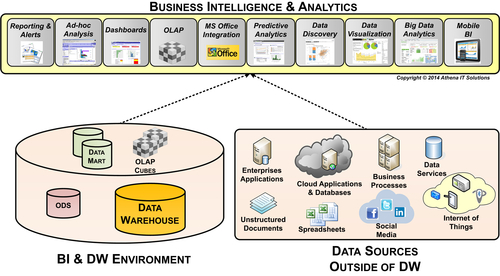 BUSINESS INTELLIGENCE & ANALYTICS
Reporting & Alerts
Ad-hoc Analysis
Dashboards
OLAP
MS Office Integration
Office
Predictive Analytics
Data Discovery
Data Visualization
Big Data Analytics
Mobile BI
Copyright © 2014 Athena IT Solutions
DATA MART
OLAP CUBES
ODS
DATA WAREHOUSE
BI & DW ENVIRONMENT
Enterprises Applications
Cloud Applications & Databases
Business Processes
Data Services
Unstructured Documents
Spreadsheets
Social Media
Internet of Things
DATA SOURCES
OUTSIDE OF DW